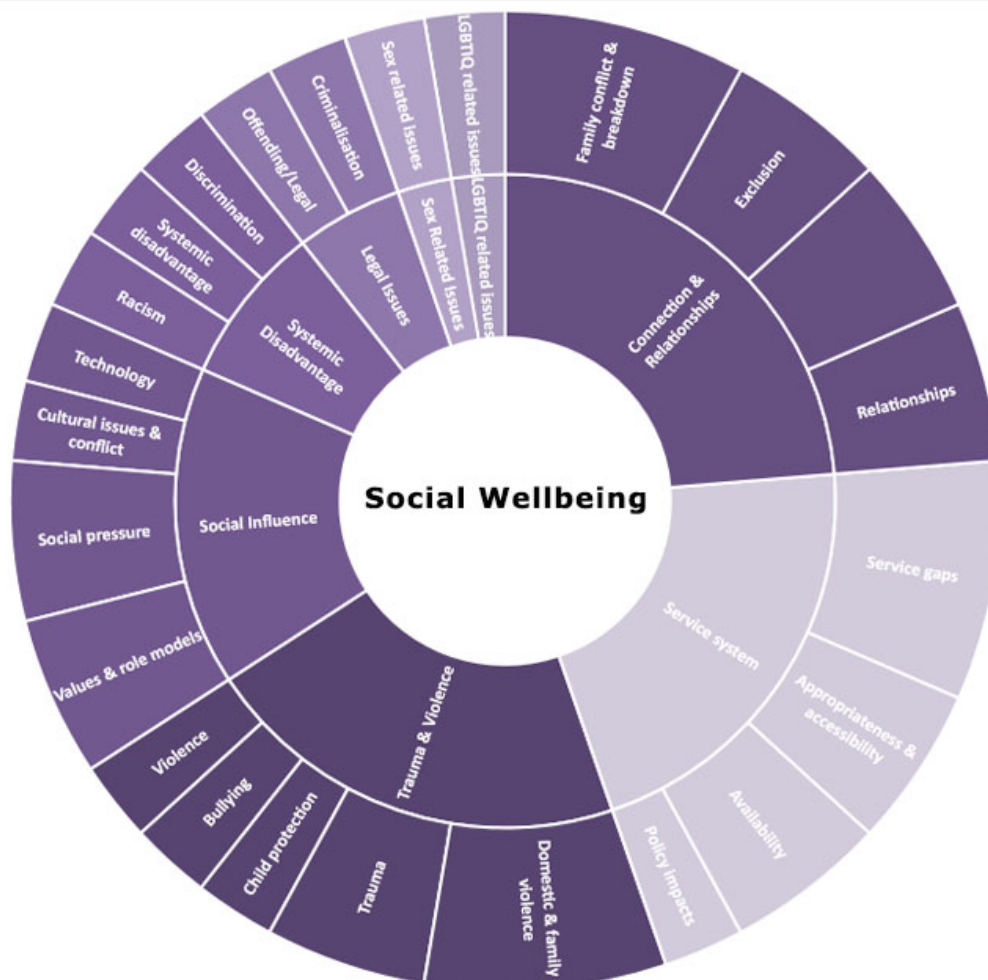 Social Wellbeing
Connection &
Relationships
Family conflict &
breakdown
Exclusion
Relationships
Service system
Service gaps
Appropriateness &
accessibility
Availability
Policy impacts
Trauma & Violence
Domestic & family
violence
Trauma
Child protection
Bullying
Violence
Social Influence
Values & role models
Social pressure
Cultural issues &
conflict
Technology
Systemic
Disadvantage
Racism
Systemic
disadvantage
Discrimination
Legal Issues
Offending/Legal
Criminalisation
Sex Related Issues
Sex related issues
LGBTIQ related issues
LGBTIQ related issues